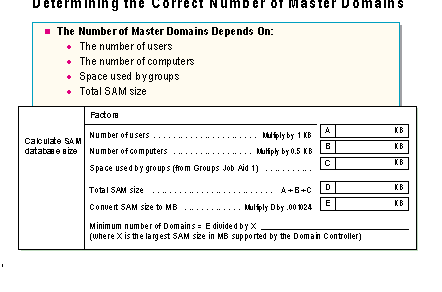 Determining the Correct Number of Master Domains
The Number of Master Domains Depends On:
The number of users
The number of computers
Space used by groups
Total SAM size
Factors
Calculate SAM
database size
Number of users ........................ Multiply by 1 KB A KB
Number of computers .................... Multiply by 0.5 KB B KB
Space used by groups (from Groups Job Aid 1) ........... C KB
Total SAM size ............................ A + B + C D KB
Convert SAM size to MB ............... Multiply D by .001024 E KB
Minimum number of Domains = E divided by X
(where X is the largest SAM size in MB supported by the Domain Controller)